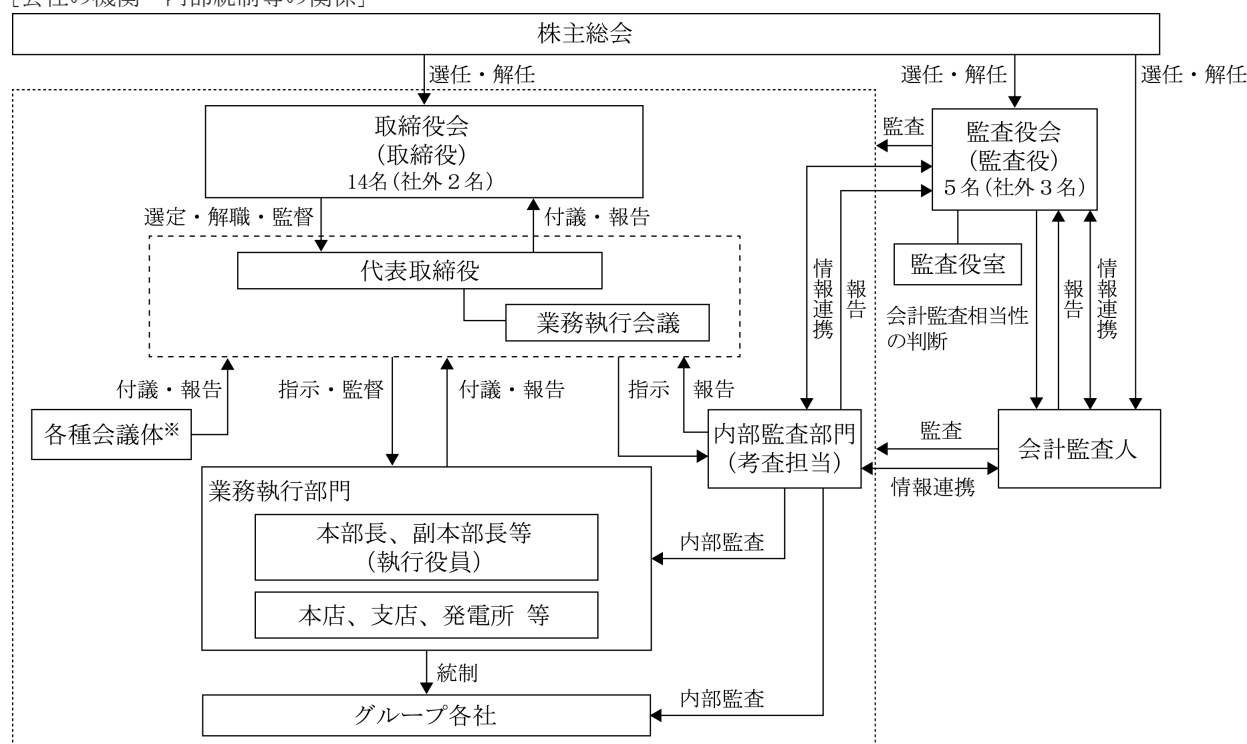 [会社の機関・内部統制等の関係]
株主総会
選任・解任
選任・解任
選任・解任
取締役会
(取締役)
14名(社外2名)
監査
監査役会
(監査役)
5名(社外3名)
選定・解職・監督
付議・報告
監査役室
代表取締役
業務執行会議
情報連携
報告
会計監査相当性
の判断
報告
情報連携
付議・報告
指示・監督
付議・報告
指示
報告
各種会議体※
内部監査部門
(考査担当)
監査
会計監査人
情報連携
業務執行部門
本部長、副本部長等
(執行役員)
内部監査
本店、支店、発電所 等
統制
グループ各社
内部監査